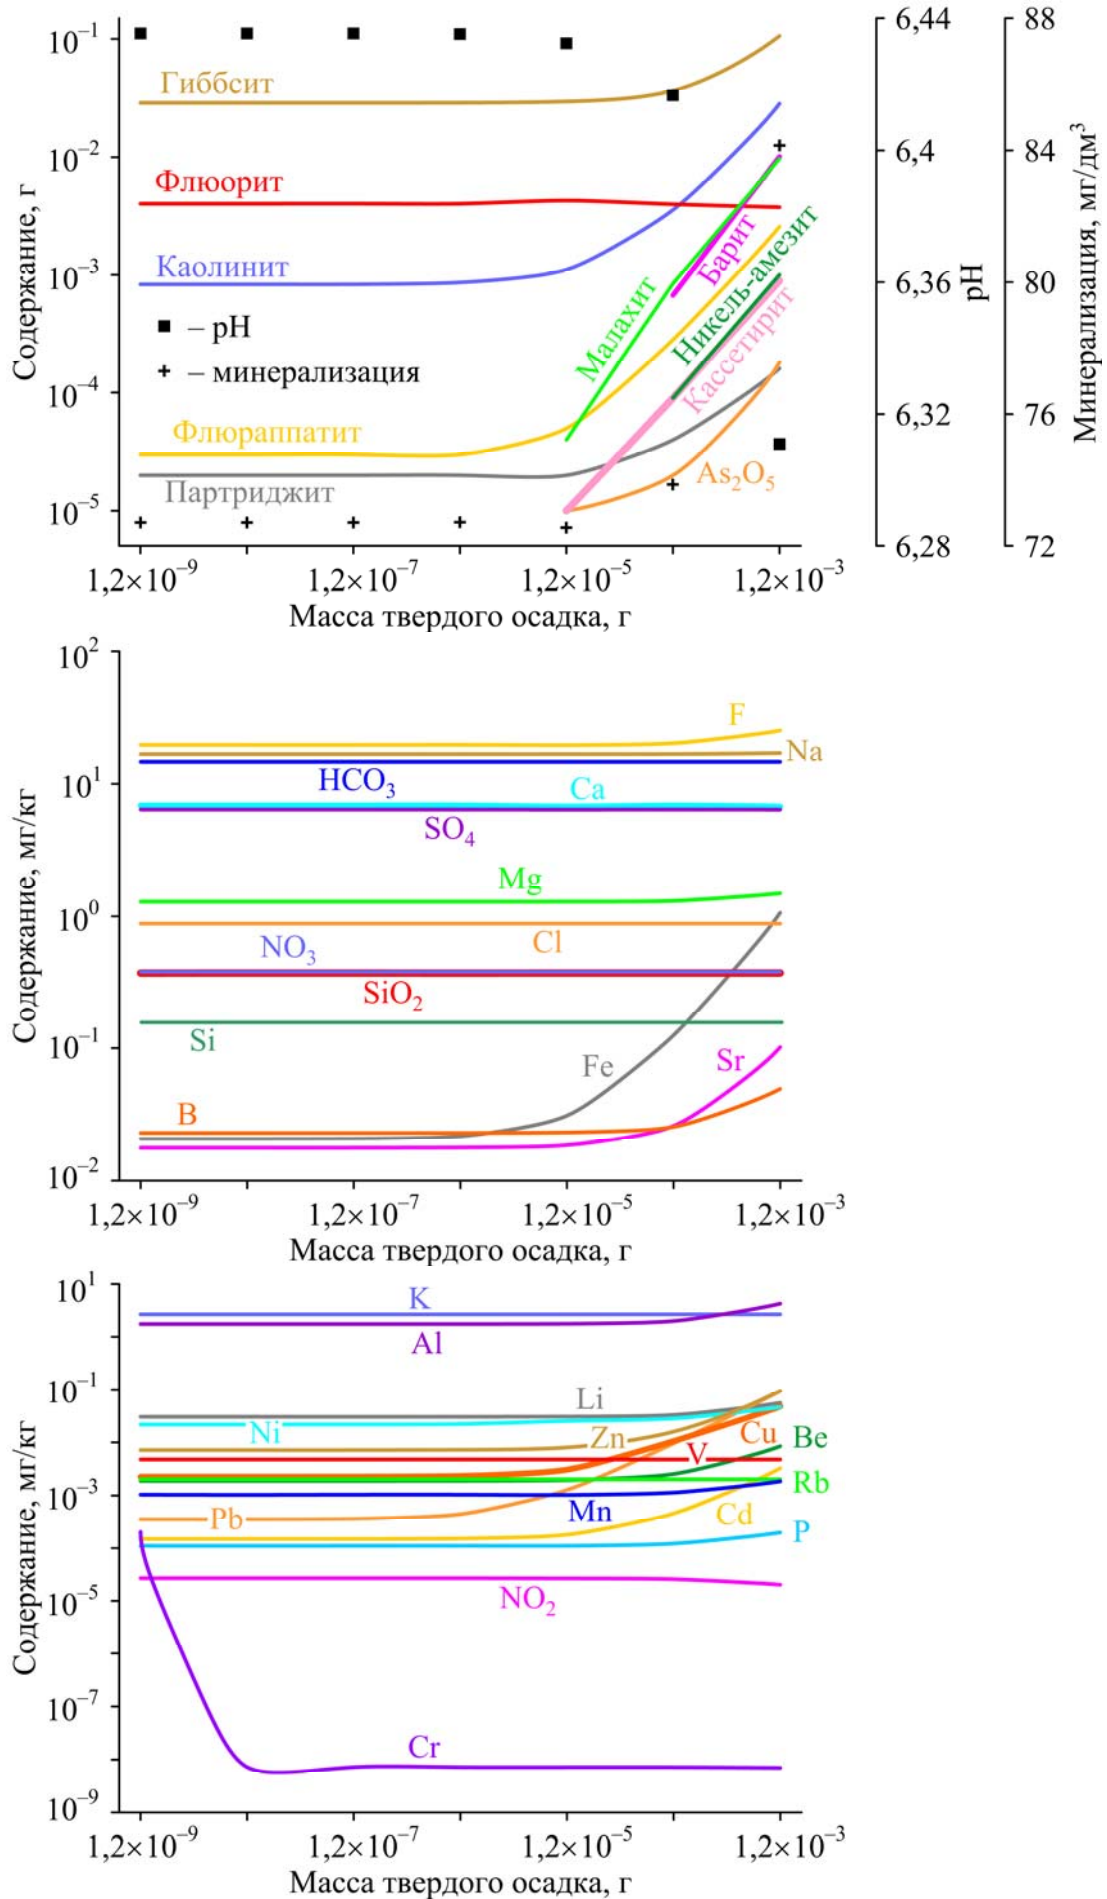 10⁻¹
10⁻²
10⁻³
10⁻⁴
10⁻⁵
Содержание, г
Гиббсит
Флюорит
Каолинит
■ – pH
+ – минерализация
Флюраппатит
Партриджит
Малахит
Барит
Никель-амезит
Касситерит
As₂O₅
6,44
6,4
6,36
6,32
6,28
pH
88
84
80
76
72
Минерализация, мг/дм³
1,2×10⁻⁹
1,2×10⁻⁷
1,2×10⁻⁵
1,2×10⁻³
Масса твердого осадка, г
10²
10¹
10⁰
10⁻¹
10⁻²
Содержание, мг/кг
F
Na
HCO₃
Ca
SO₄
Mg
NO₃
Cl
SiO₂
Si
Fe
Sr
B
1,2×10⁻⁹
1,2×10⁻⁷
1,2×10⁻⁵
1,2×10⁻³
Масса твердого осадка, г
10¹
10⁻¹
10⁻³
10⁻⁵
10⁻⁷
10⁻⁹
Содержание, мг/кг
K
Al
Li
Ni
Zn
Cu
Be
V
Rb
Pb
Mn
Cd
P
NO₂
Cr
1,2×10⁻⁹
1,2×10⁻⁷
1,2×10⁻⁵
1,2×10⁻³
Масса твердого осадка, г